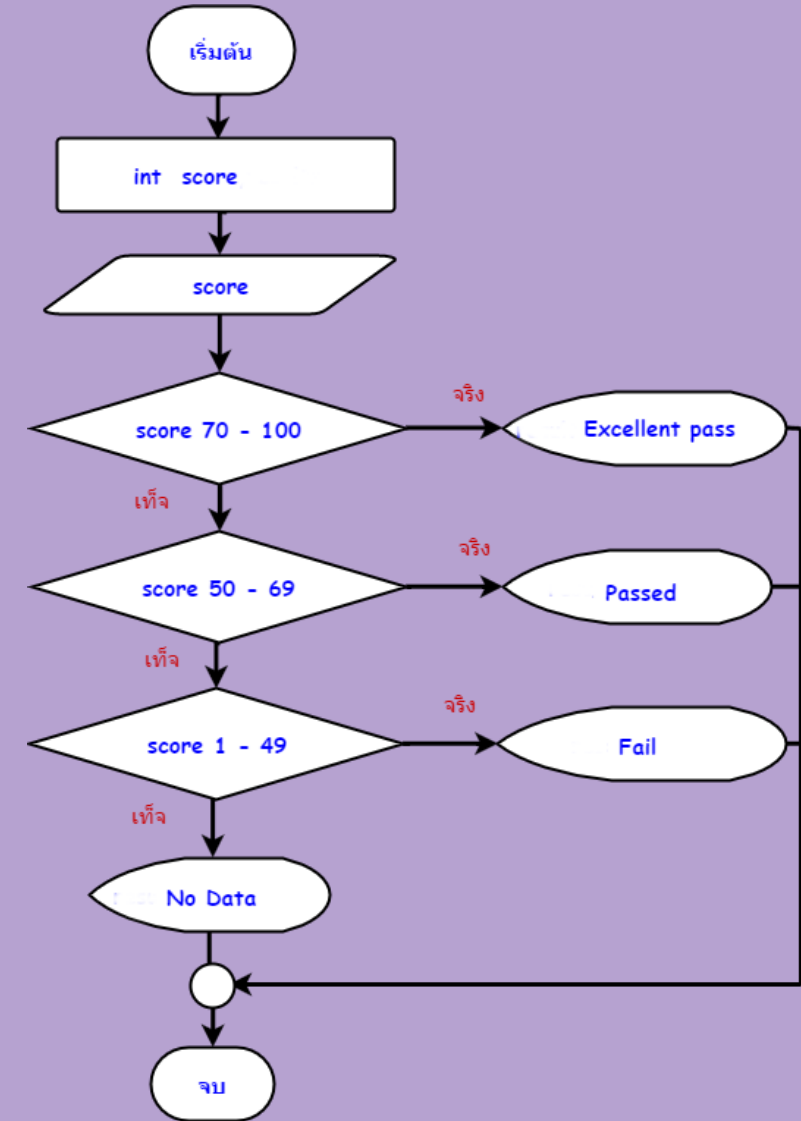 เริ่มต้น
int score
score
score 70 - 100
จริง
Excellent pass
เท็จ
score 50 - 69
จริง
Passed
เท็จ
score 1 - 49
จริง
Fail
เท็จ
No Data
จบ